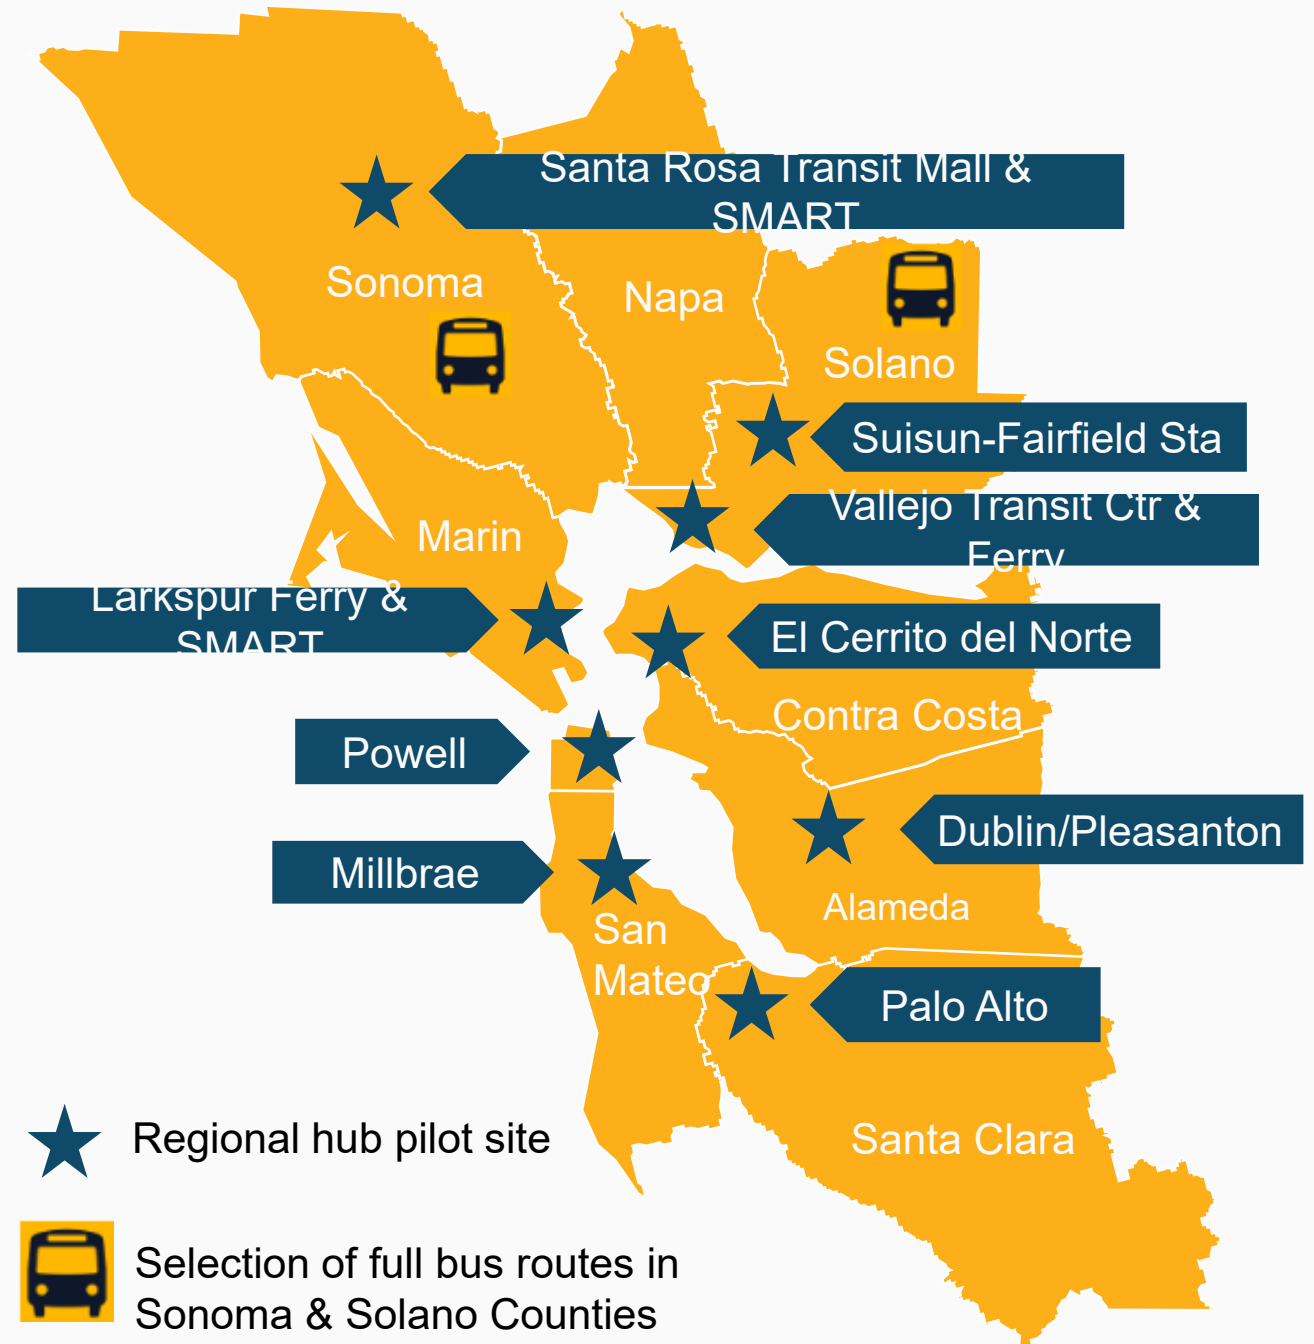 Santa Rosa Transit Mall &
SMART
Sonoma
Napa
Solano
Suisun-Fairfield Sta
Vallejo Transit Ctr &
Ferry
Marin
Larkspur Ferry &
SMART
El Cerrito del Norte
Contra Costa
Powell
Dublin/Pleasanton
Millbrae
Alameda
San
Mateo
Palo Alto
Regional hub pilot site
Santa Clara
Selection of full bus routes in
Sonoma & Solano Counties